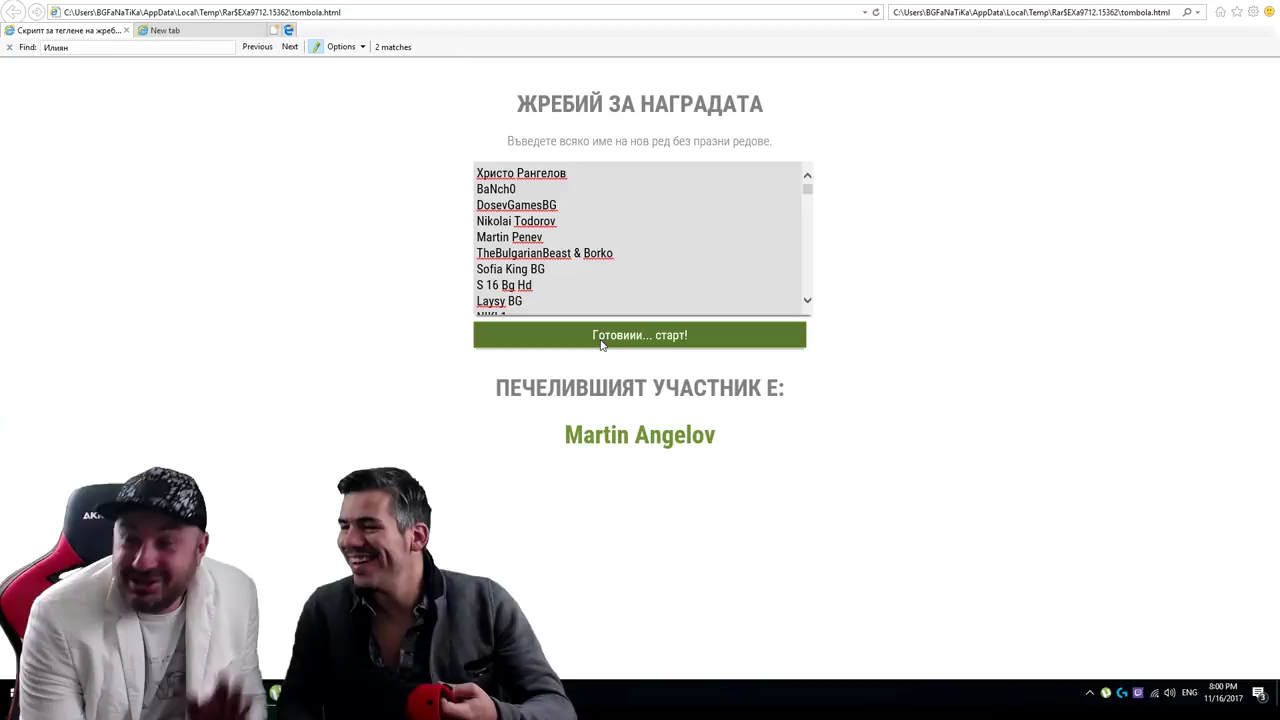 C:\Users\BGFaNaTiKa\AppData\Local\Temp\Rar$EXa9712.15362\tombola.html
C:\Users\BGFaNaTiKa\AppData\Local\Temp\Rar$EXa9712.15362\tombola.html
Скрипт за теглене на жреб...
New tab
Find: Илиян
Previous Next Options 2 matches
ЖРЕБИЙ ЗА НАГРАДАТА
Въведете всяко име на нов ред без празни редове.
Христо Рангелов
BaNch0
DosevGamesBG
Nikolai Todorov
Martin Penev
TheBulgarianBeast & Borko
Sofia King BG
S 16 Bg Hd
Laysy BG
Готовиии... старт!
ПЕЧЕЛИВШИЯТ УЧАСТНИК Е:
Martin Angelov
ENG
8:00 PM
11/16/2017